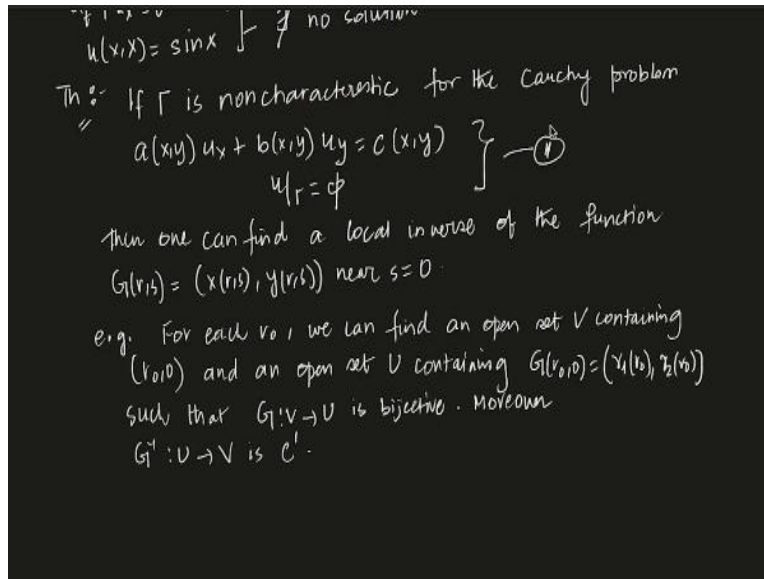 no solution
u(x,x) = sinx
Th :- If Γ is noncharacteristic for the Cauchy problem
a(x,y) ux + b(x,y) uy = c(x,y)
u|Γ = ϕ
then one can find a local inverse of the function
G(r,s) = (x(r,s), y(r,s)) near s=0.
e.g. For each r0, we can find an open set V containing
(r0,0) and an open set U containing G(r0,0) = (γ1(r0), γ2(r0))
such that G:V→U is bijective. Moreover
G⁻¹ : U → V is C¹.